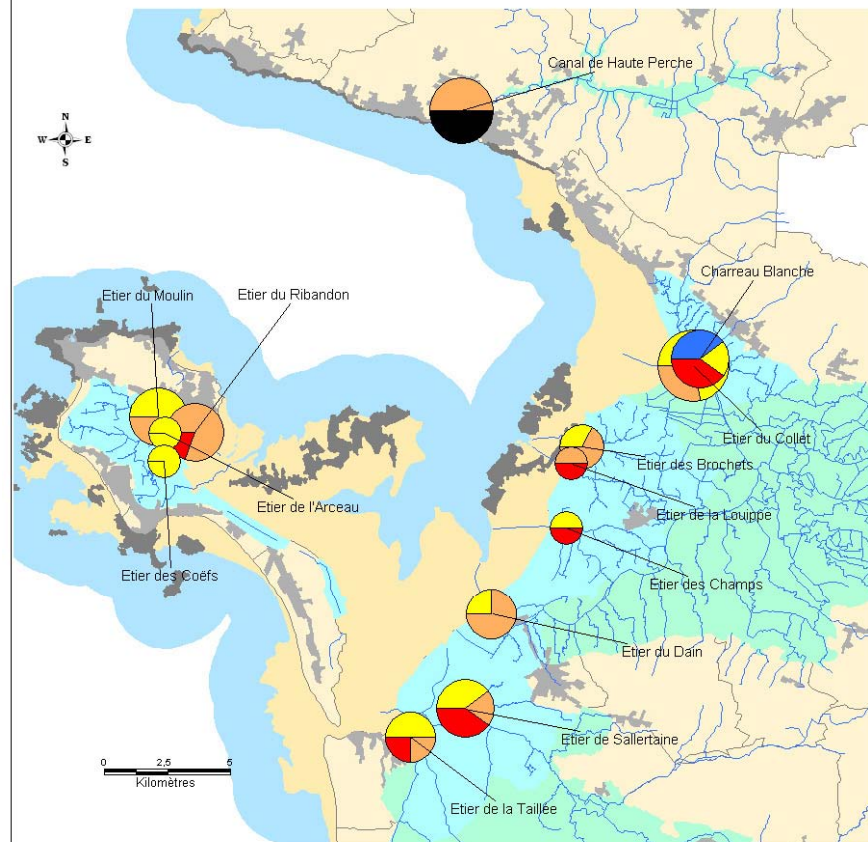 Canal de Haute Perche
N
W E
S
Charreau Blanche
Etier du Moulin
Etier du Ribandon
Etier du Collet
Etier des Brochets
Etier de l'Arceau
Etier de la Louippe
Etier des Coëfs
Etier des Champs
Etier du Dain
Etier de Sallertaine
0 2,5 5
Kilomètres
Etier de la Taillée